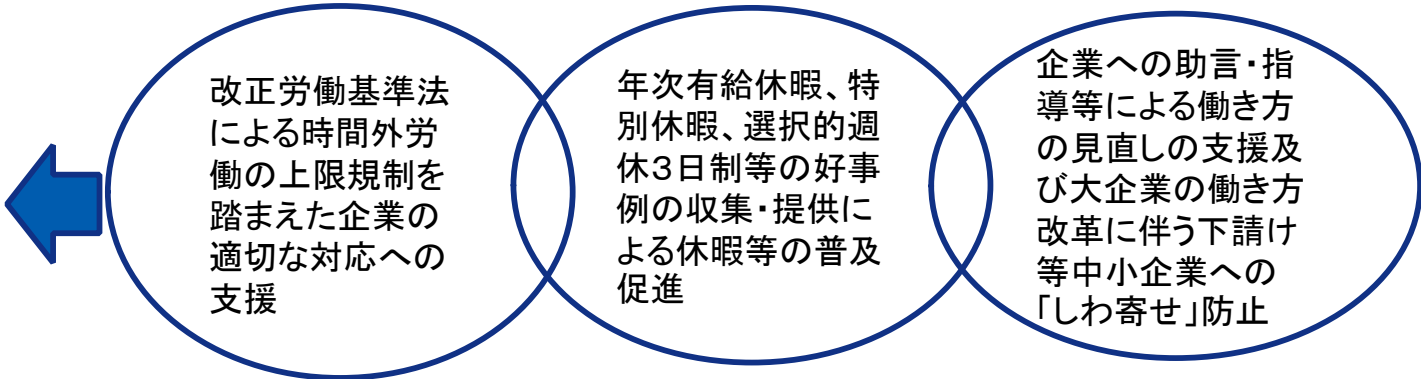 改正労働基準法
による時間外労
働の上限規制を
踏まえた企業の
適切な対応への
支援
年次有給休暇、特
別休暇、選択的週
休３日制等の好事
例の収集・提供に
よる休暇等の普及
促進
企業への助言・指
導等による働き方
の見直しの支援及
び大企業の働き方
改革に伴う下請け
等中小企業への
「しわ寄せ」防止